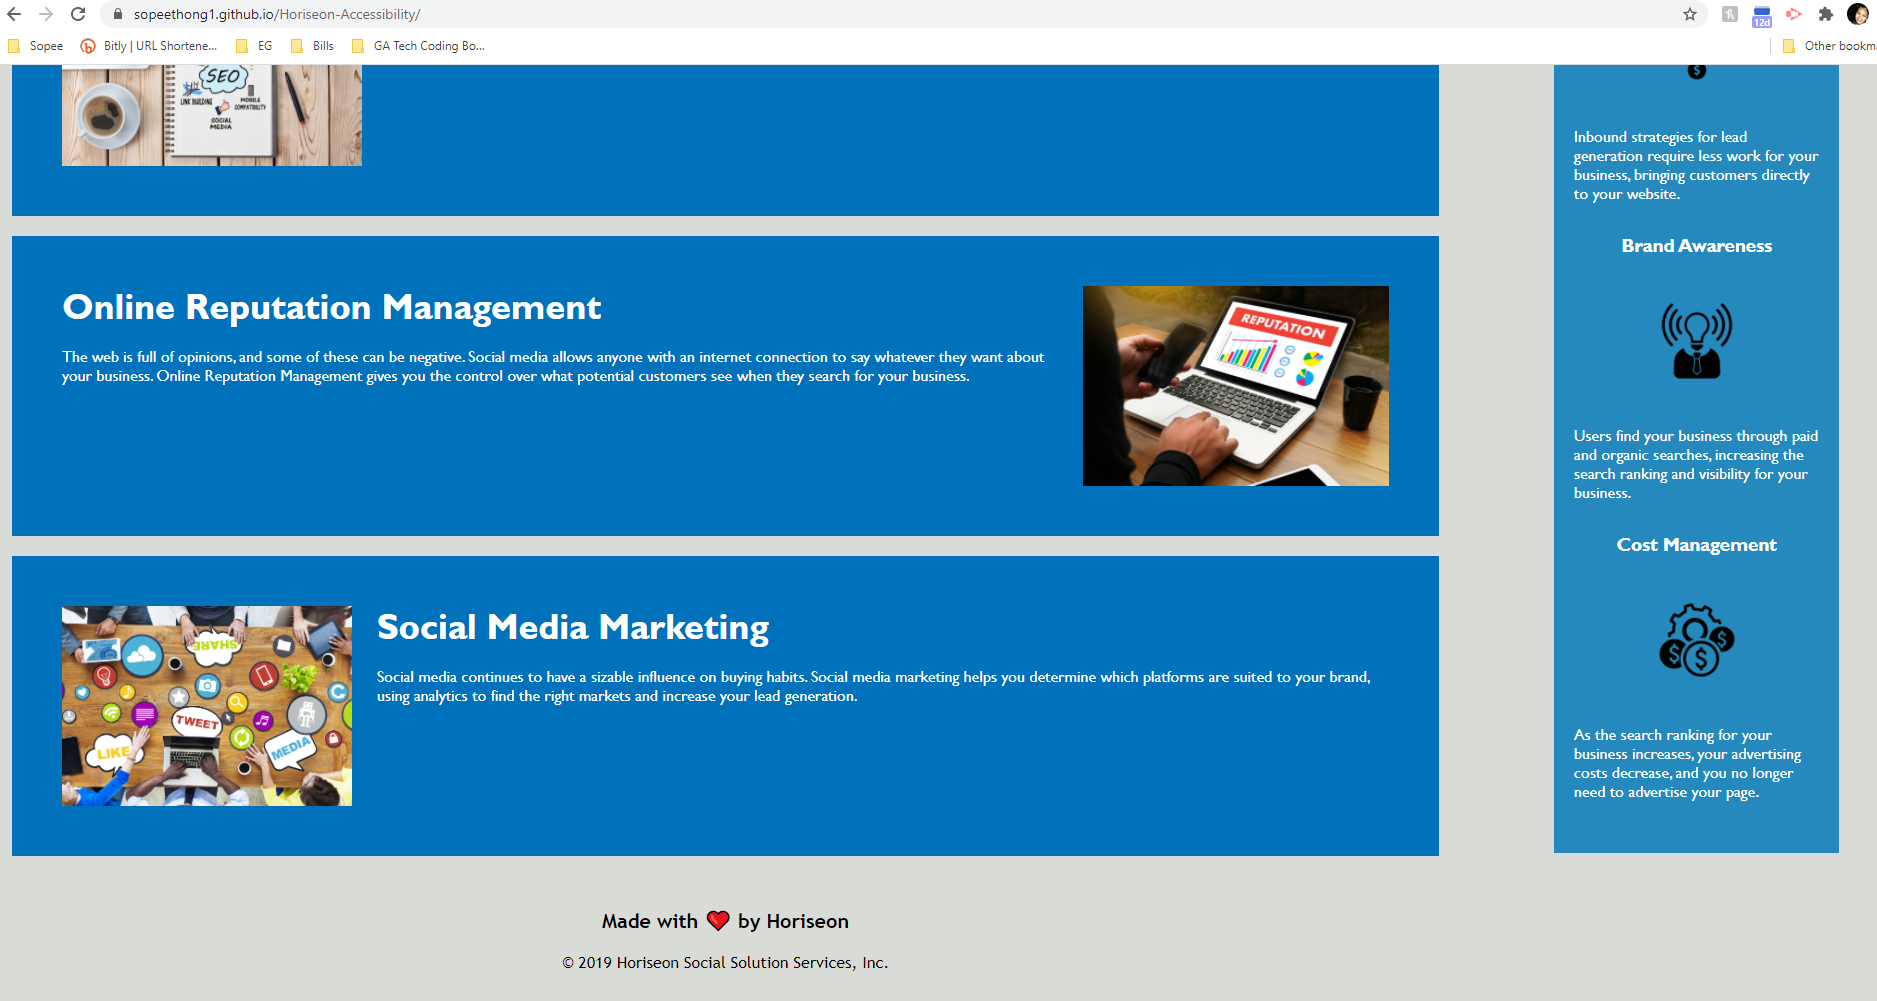 sopeethong1.github.io/Horiseon-Accessibility/
12d
Sopee
Bitly | URL Shortene...
EG
Bills
GA Tech Coding Bo...
Other bookm
SEO
LINK BUILDING
MOBILE
COMPATIBILITY
SOCIAL
MEDIA
Online Reputation Management
The web is full of opinions, and some of these can be negative. Social media allows anyone with an internet connection to say whatever they want about
your business. Online Reputation Management gives you the control over what potential customers see when they search for your business.
REPUTATION
SHARE
TWEET
LIKE
MEDIA
Social Media Marketing
Social media continues to have a sizable influence on buying habits. Social media marketing helps you determine which platforms are suited to your brand,
using analytics to find the right markets and increase your lead generation.
Inbound strategies for lead
generation require less work for your
business, bringing customers directly
to your website.
Brand Awareness
Users find your business through paid
and organic searches, increasing the
search ranking and visibility for your
business.
Cost Management
As the search ranking for your
business increases, your advertising
costs decrease, and you no longer
need to advertise your page.
Made with ❤ by Horiseon
© 2019 Horiseon Social Solution Services, Inc.